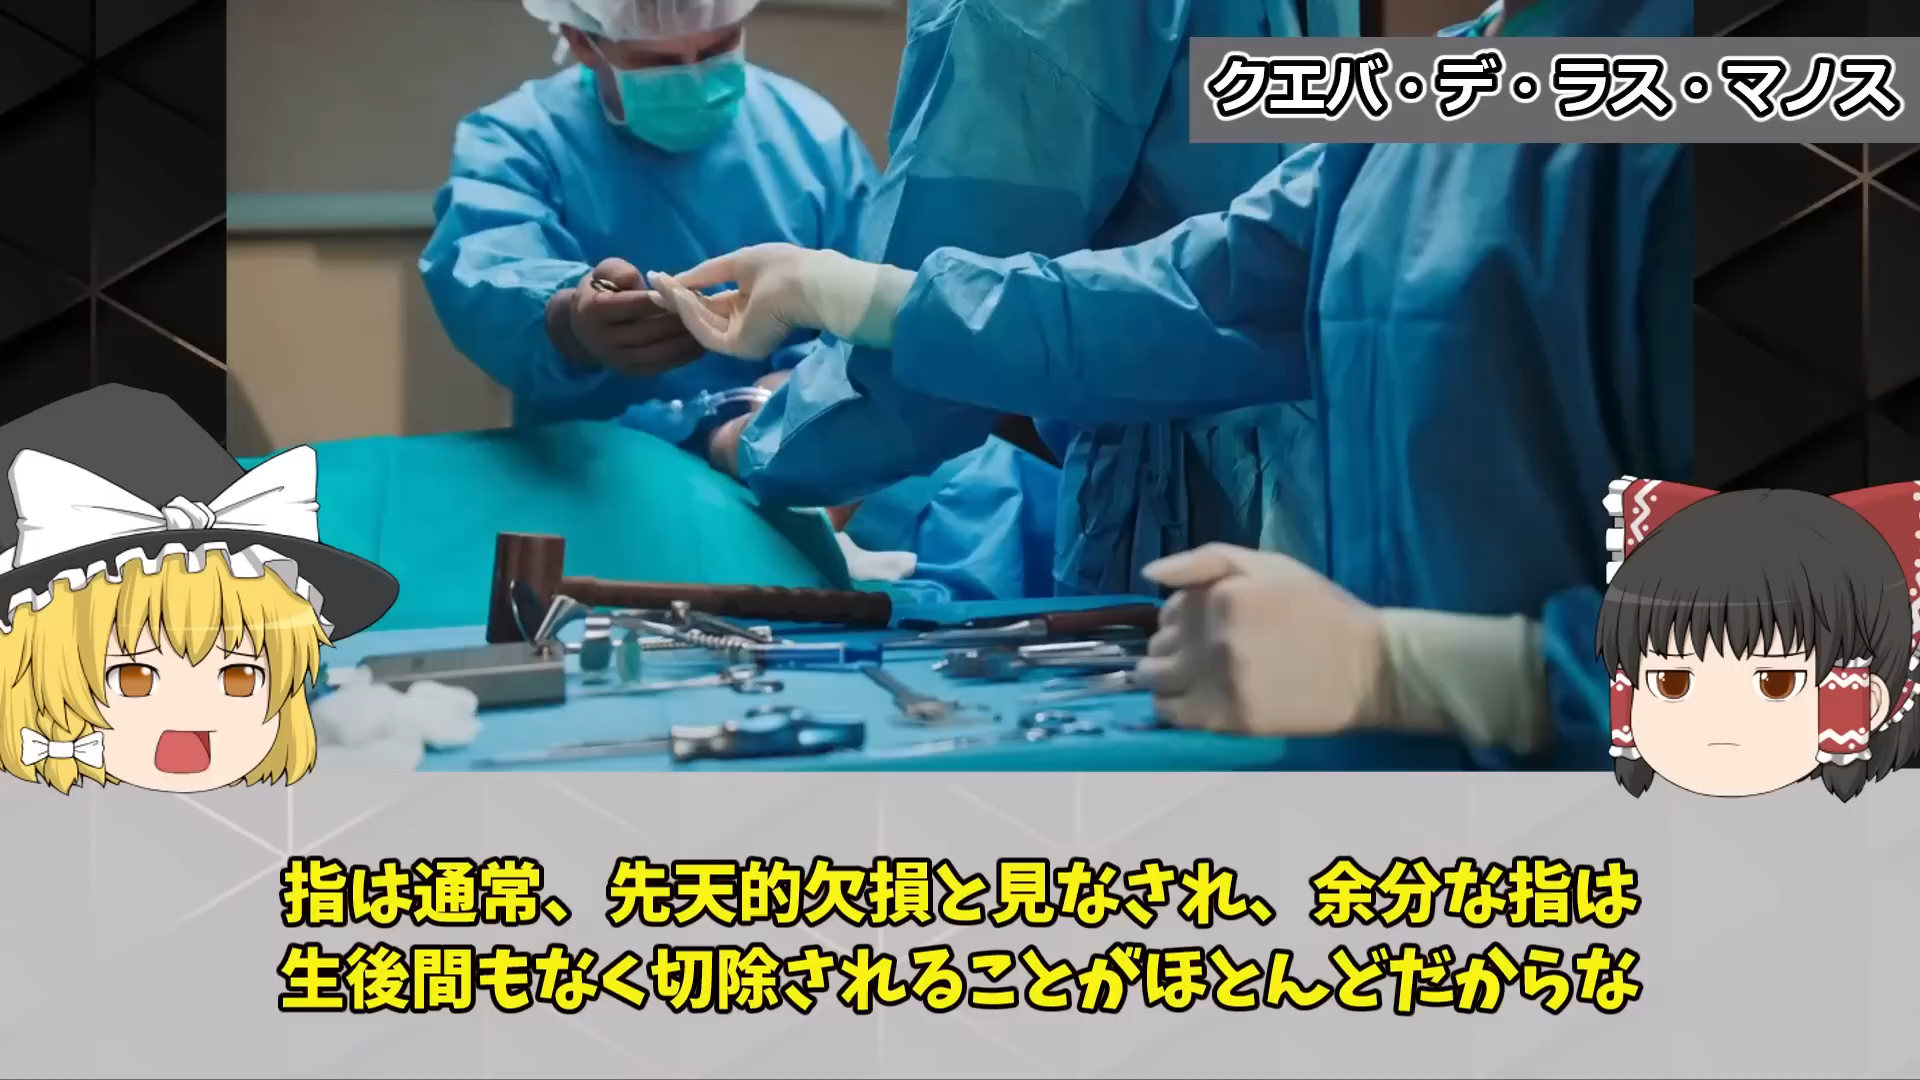 クエバ・デ・ラス・マノス
指は通常、先天的欠損と見なされ、余分な指は
生後間もなく切除されることがほとんどだからな